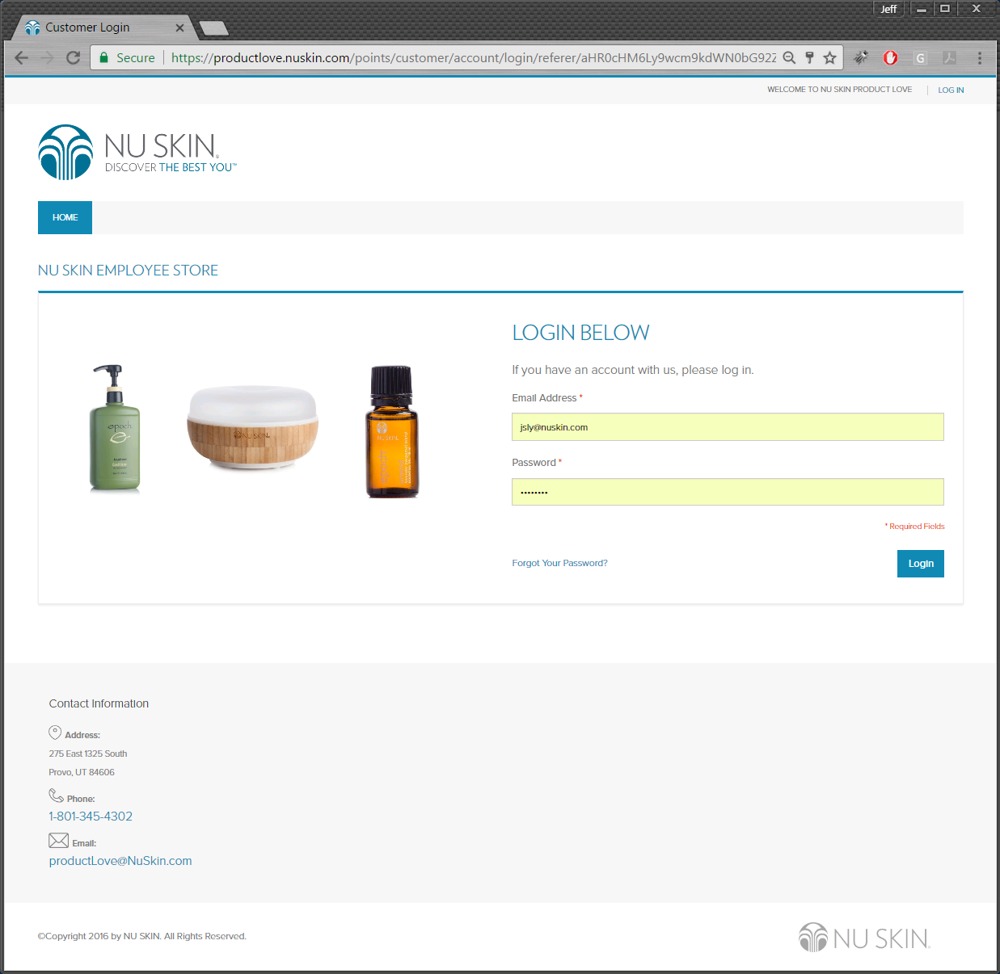 Jeff
Customer Login
Secure https://productlove.nuskin.com/points/customer/account/login/referer/aHR0cHM6Ly9wcm9kdWN0bG92Z
G
WELCOME TO NU SKIN PRODUCT LOVE
LOG IN
NU SKIN®
DISCOVER THE BEST YOU™
HOME
NU SKIN EMPLOYEE STORE
LOGIN BELOW
If you have an account with us, please log in.
Email Address *
jsly@nuskin.com
Password *
••••••••
* Required Fields
Forgot Your Password?
Login
epoch
e
NU SKIN
NU SKIN
Contact Information
Address:
275 East 1325 South
Provo, UT 84606
Phone:
1-801-345-4302
Email:
productLove@NuSkin.com
©Copyright 2016 by NU SKIN. All Rights Reserved.
NU SKIN®